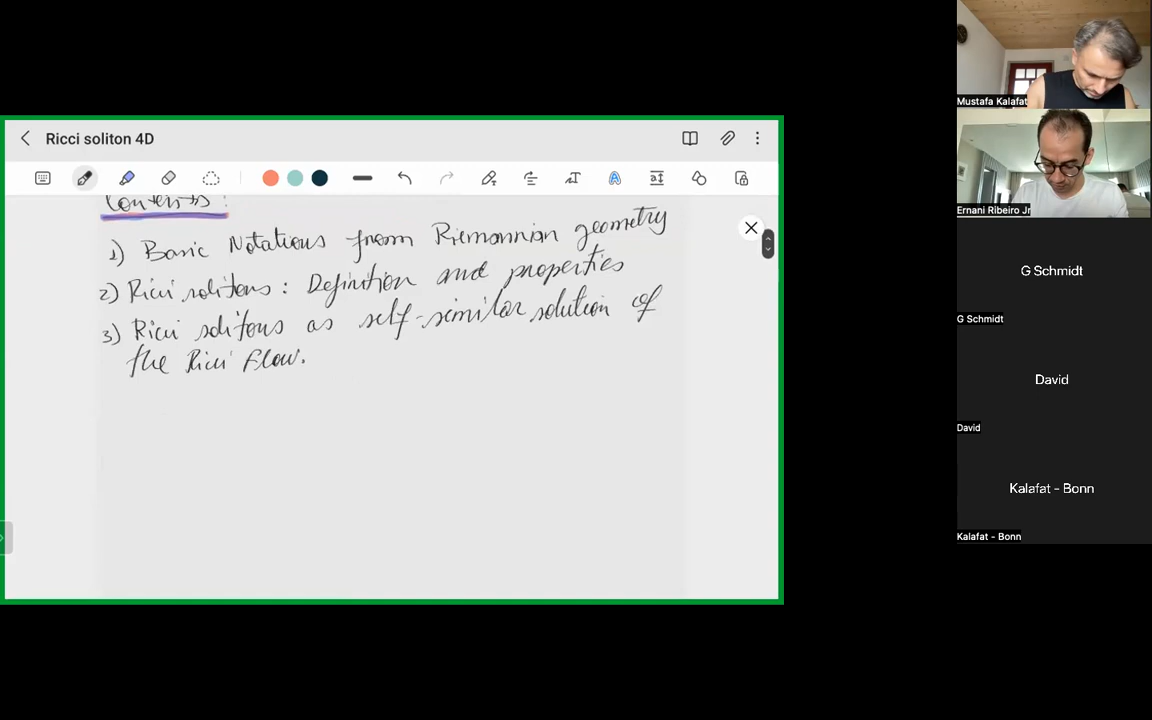 Ricci soliton 4D
Contents:
1) Basic Notations from Riemannian geometry
2) Ricci solitons: Definition and properties
3) Ricci solitons as self-similar solution of
the Ricci Flow.
Mustafa Kalafat
Ernani Ribeiro Jr
G Schmidt
G Schmidt
David
David
Kalafat - Bonn
Kalafat - Bonn